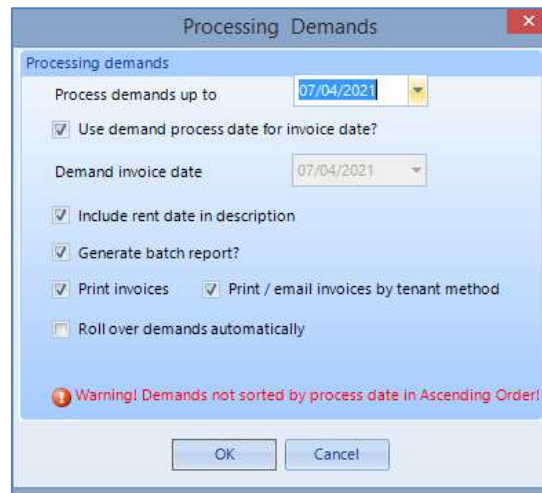 Processing Demands
Processing demands
Process demands up to 07/04/2021
Use demand process date for invoice date?
Demand invoice date 07/04/2021
Include rent date in description
Generate batch report?
Print invoices Print / email invoices by tenant method
Roll over demands automatically
Warning! Demands not sorted by process date in Ascending Order!
OK Cancel